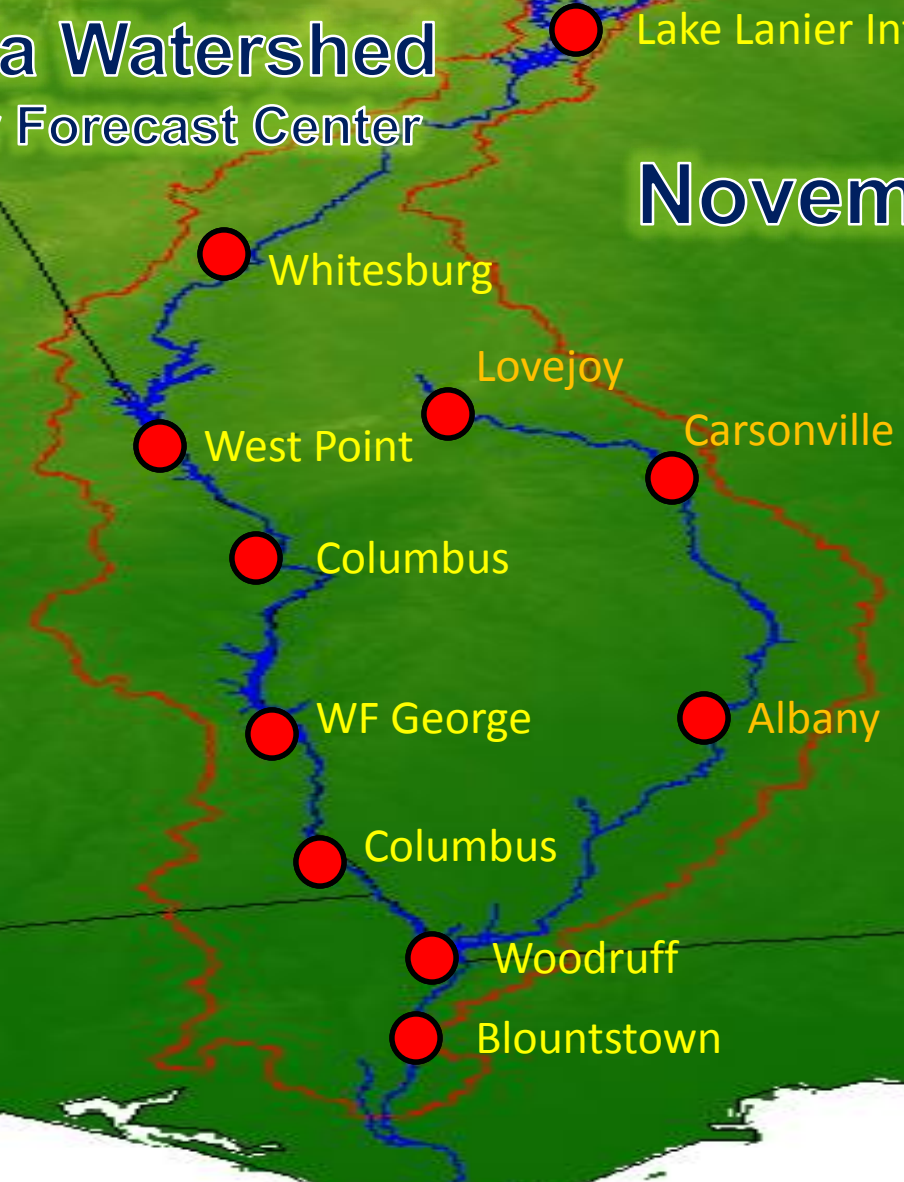 a Watershed
Forecast Center
Lake Lanier In
Novem
Whitesburg
Lovejoy
Carsonville
West Point
Columbus
WF George
Albany
Columbus
Woodruff
Blountstown